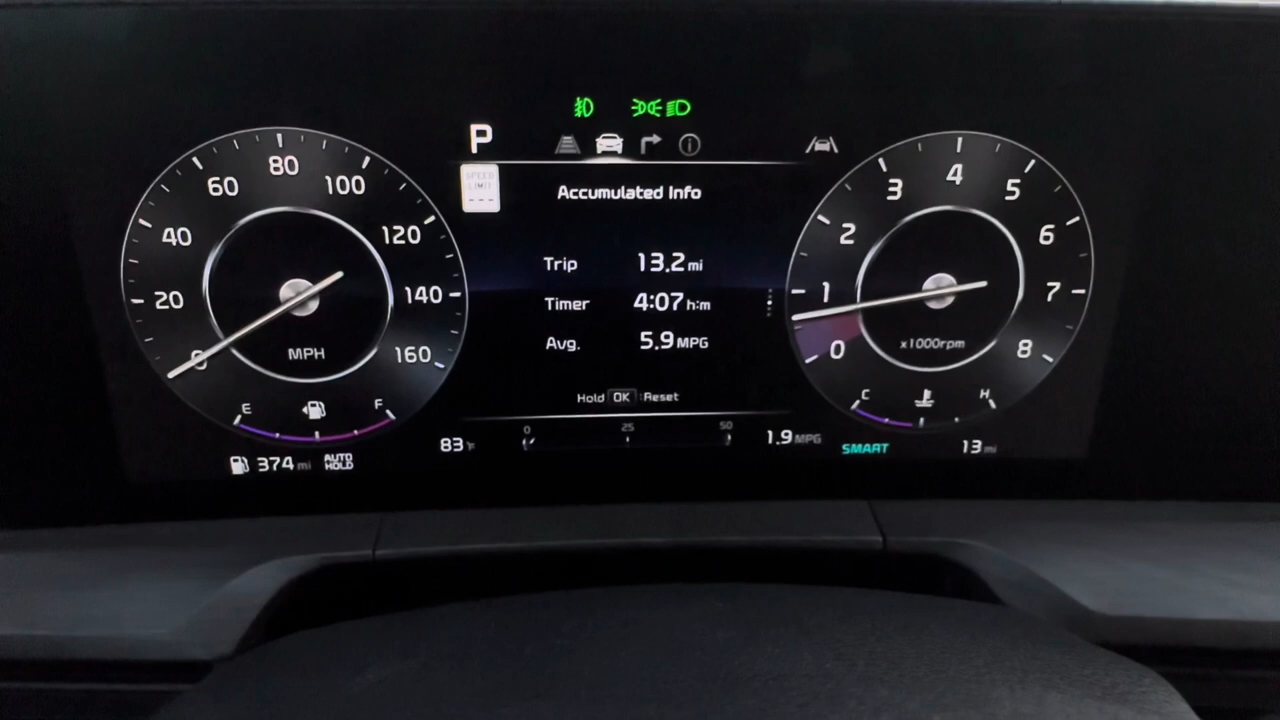 P
SPEED
LIMIT
---
Accumulated Info
Trip 13.2 mi
Timer 4:07 h:m
Avg. 5.9 MPG
Hold OK : Reset
0 20 40 60 80 100 120 140 160
MPH
E F
374 mi
AUTO
HOLD
83°F
0 25 50
1.9 MPG
0 1 2 3 4 5 6 7 8
x1000rpm
C H
SMART
13 mi